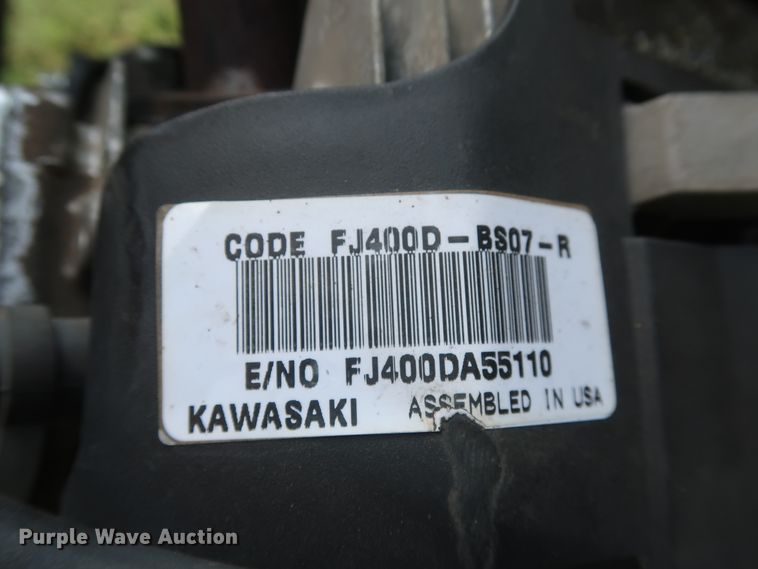 CODE FJ400D-BS07-R
E/NO FJ400DA55110
KAWASAKI ASSEMBLED IN USA
Purple Wave Auction